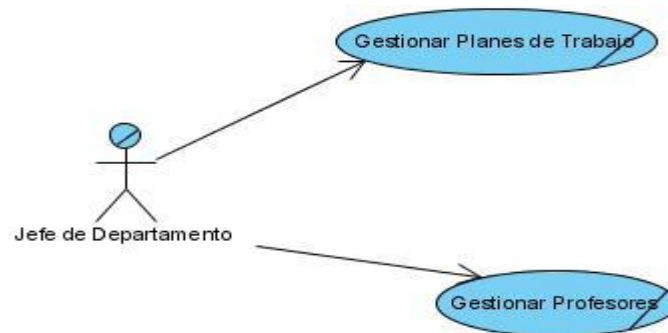 Gestionar Planes de Trabajo
Jefe de Departamento
Gestionar Profesores